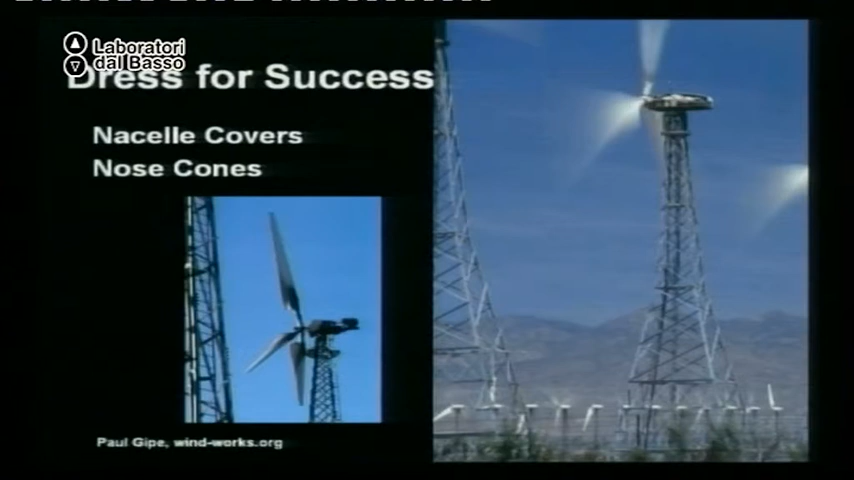 Laboratori
dal Basso
Dress for Success
Nacelle Covers
Nose Cones
Paul Gipe, wind-works.org